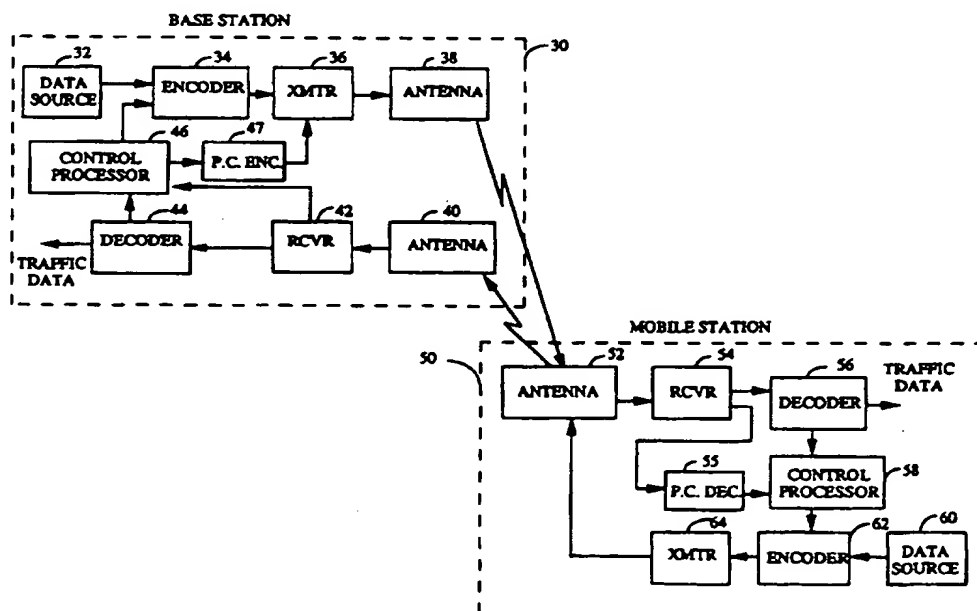 BASE STATION
30
32
DATA
SOURCE
34
ENCODER
36
XMTR
38
ANTENNA
46
CONTROL
PROCESSOR
47
P.C. ENC.
44
DECODER
42
RCVR
40
ANTENNA
TRAFFIC
DATA
MOBILE STATION
50
52
ANTENNA
54
RCVR
56
DECODER
TRAFFIC
DATA
55
P.C. DEC.
CONTROL
PROCESSOR
58
64
XMTR
62
ENCODER
60
DATA
SOURCE